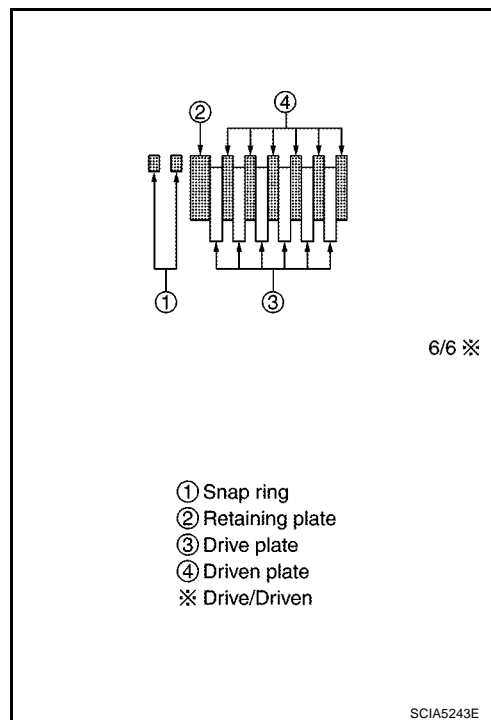 ② ④
① ③
6/6 ※
① Snap ring
② Retaining plate
③ Drive plate
④ Driven plate
※ Drive/Driven
SCIA5243E